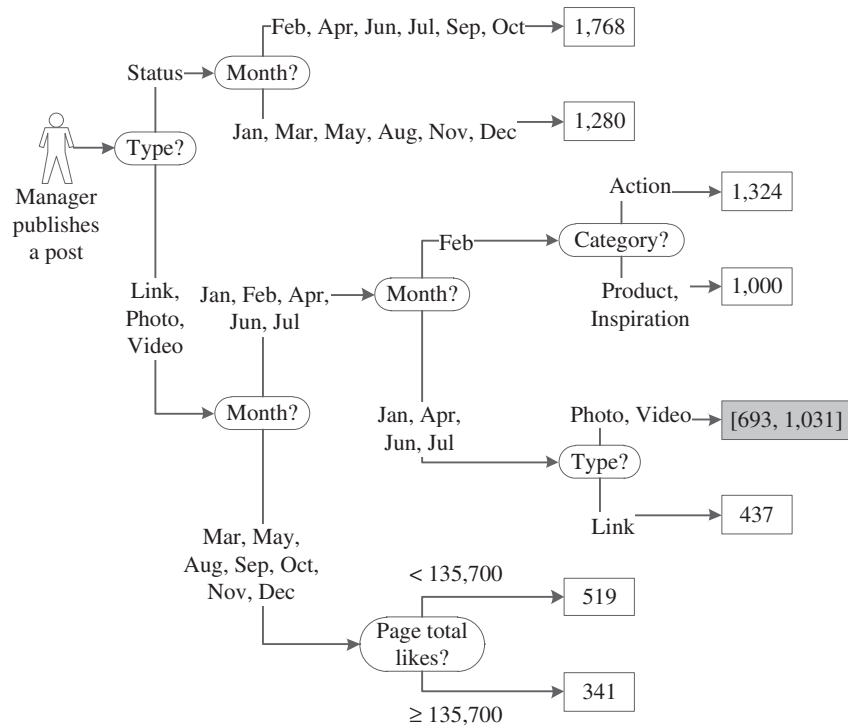 Feb, Apr, Jun, Jul, Sep, Oct
1,768
Status
Month?
Jan, Mar, May, Aug, Nov, Dec
1,280
Type?
Manager
publishes
a post
Action
1,324
Feb
Category?
Link,
Photo,
Video
Jan, Feb, Apr,
Jun, Jul
Month?
Product,
Inspiration
1,000
Month?
Jan, Apr,
Jun, Jul
Photo, Video
[693, 1,031]
Type?
Link
437
Mar, May,
Aug, Sep, Oct,
Nov, Dec
< 135,700
519
Page total
likes?
341
≥ 135,700